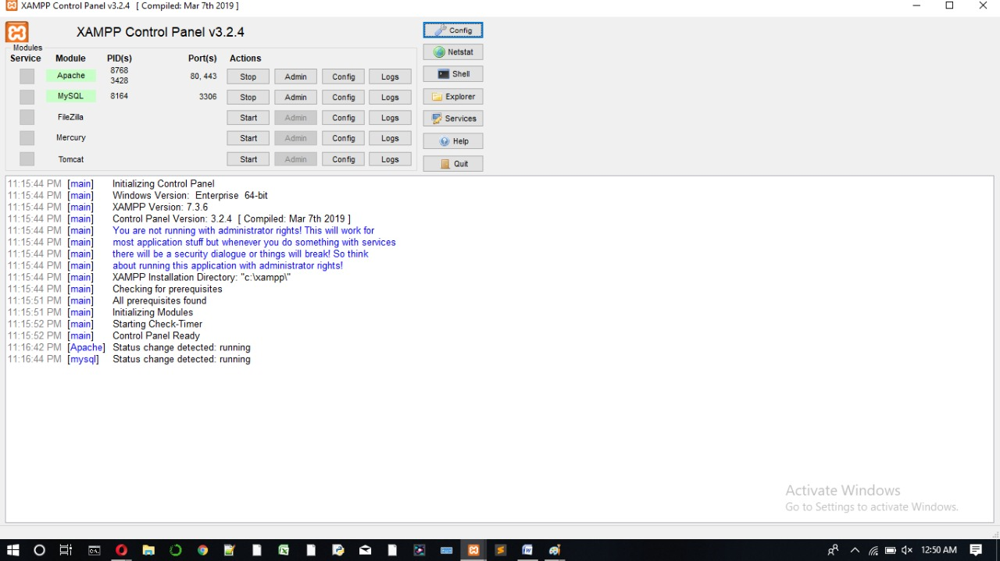 XAMPP Control Panel v3.2.4 [ Compiled: Mar 7th 2019 ]
XAMPP Control Panel v3.2.4
Config
Modules
Service Module PID(s) Port(s) Actions
Netstat
Apache 8768 3428 80, 443 Stop Admin Config Logs
Shell
MySQL 8164 3306 Stop Admin Config Logs
Explorer
FileZilla Start Admin Config Logs
Services
Mercury Start Admin Config Logs
Help
Tomcat Start Admin Config Logs
Quit
11:15:44 PM [main] Initializing Control Panel
11:15:44 PM [main] Windows Version: Enterprise 64-bit
11:15:44 PM [main] XAMPP Version: 7.3.6
11:15:44 PM [main] Control Panel Version: 3.2.4 [ Compiled: Mar 7th 2019 ]
11:15:44 PM [main] You are not running with administrator rights! This will work for
11:15:44 PM [main] most application stuff but whenever you do something with services
11:15:44 PM [main] there will be a security dialogue or things will break! So think
11:15:44 PM [main] about running this application with administrator rights!
11:15:44 PM [main] XAMPP Installation Directory: "c:\xampp\"
11:15:44 PM [main] Checking for prerequisites
11:15:51 PM [main] All prerequisites found
11:15:51 PM [main] Initializing Modules
11:15:52 PM [main] Starting Check-Timer
11:15:52 PM [main] Control Panel Ready
11:16:42 PM [Apache] Status change detected: running
11:16:44 PM [mysql] Status change detected: running
Activate Windows
Go to Settings to activate Windows.
12:50 AM